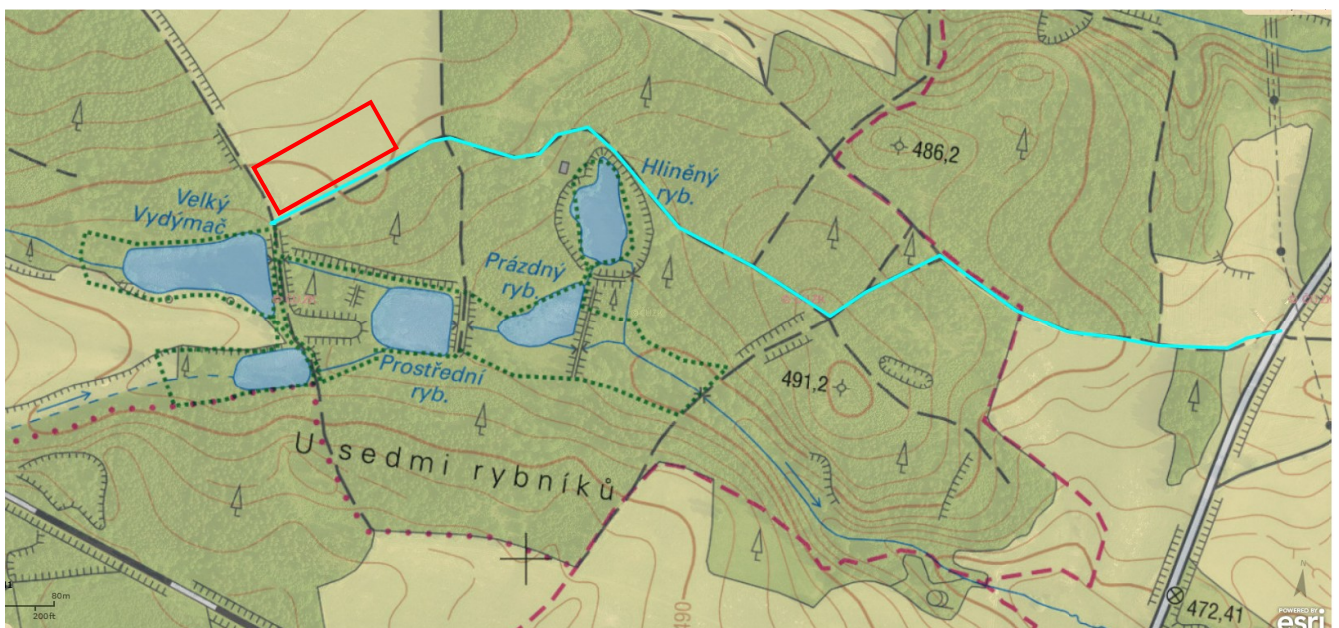 486,2
Hliněný
ryb.
Velký
Vydýmač
Prázdný
ryb.
491,2
Prostřední
ryb.
U sedmi rybníků
80m
200ft
490
N
472,41
POWERED BY
esri